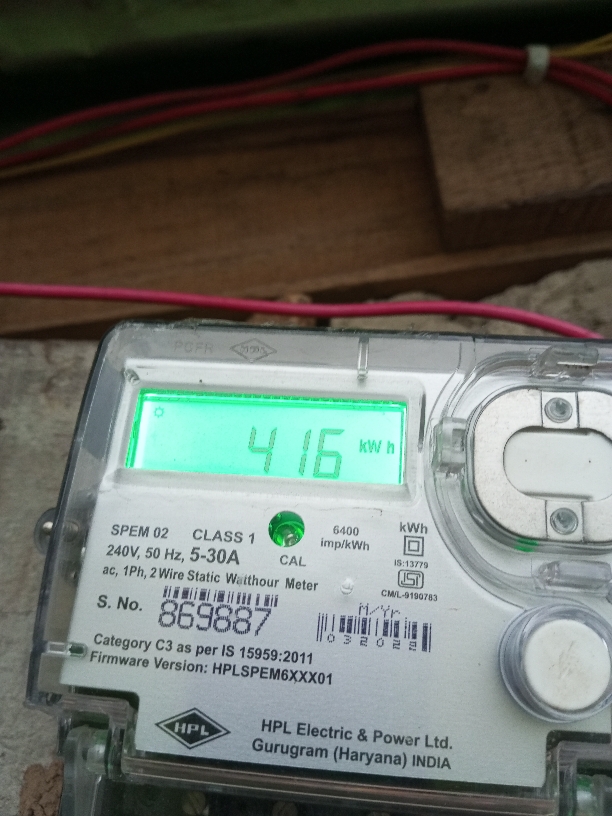 416 kWh
SPEM 02 CLASS 1
240V, 50 Hz, 5-30A
CAL
6400
imp/kWh
kWh
IS:13779
CM/L-9190783
ac, 1Ph, 2 Wire Static Watthour Meter
S. No. 869887
M/Yr
Category C3 as per IS 15959:2011
Firmware Version: HPLSPEM6XXX01
HPL
HPL Electric & Power Ltd.
Gurugram (Haryana) INDIA